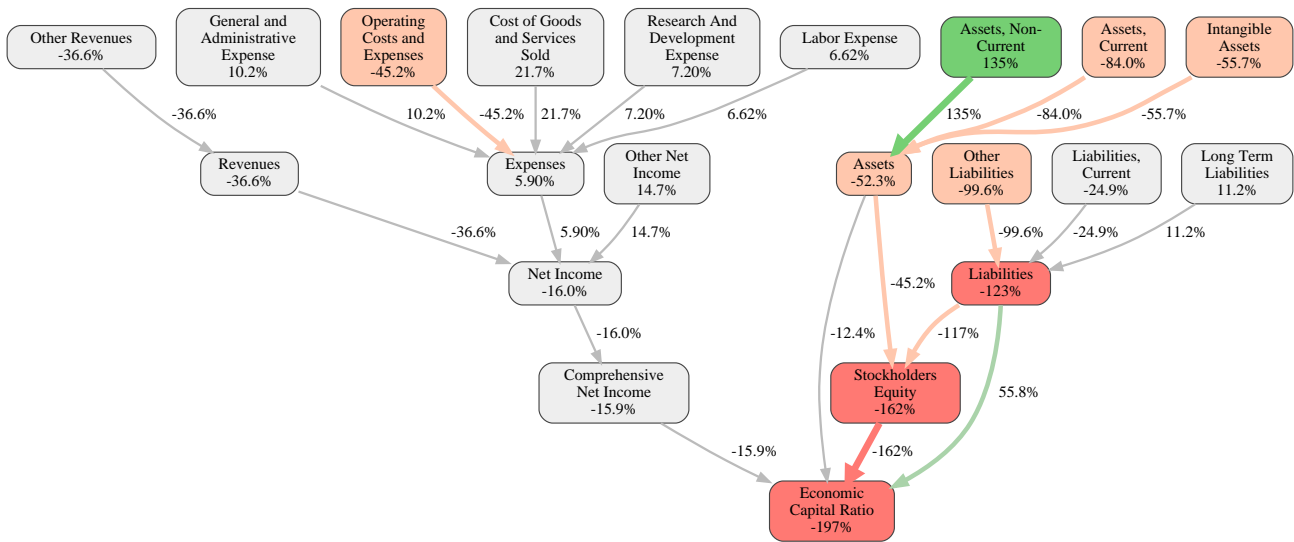 Other Revenues
-36.6%
General and
Administrative
Expense
10.2%
Operating
Costs and
Expenses
-45.2%
Cost of Goods
and Services
Sold
21.7%
Research And
Development
Expense
7.20%
Labor Expense
6.62%
Assets, Non-
Current
135%
Assets,
Current
-84.0%
Intangible
Assets
-55.7%
-36.6%
10.2%
-45.2%
21.7%
7.20%
6.62%
135%
-84.0%
-55.7%
Revenues
-36.6%
Expenses
5.90%
Other Net
Income
14.7%
Assets
-52.3%
Other
Liabilities
-99.6%
Liabilities,
Current
-24.9%
Long Term
Liabilities
11.2%
-36.6%
5.90%
14.7%
-99.6%
-24.9%
11.2%
Net Income
-16.0%
-45.2%
Liabilities
-123%
-16.0%
-12.4%
-117%
Comprehensive
Net Income
-15.9%
Stockholders
Equity
-162%
55.8%
-15.9%
-162%
Economic
Capital Ratio
-197%